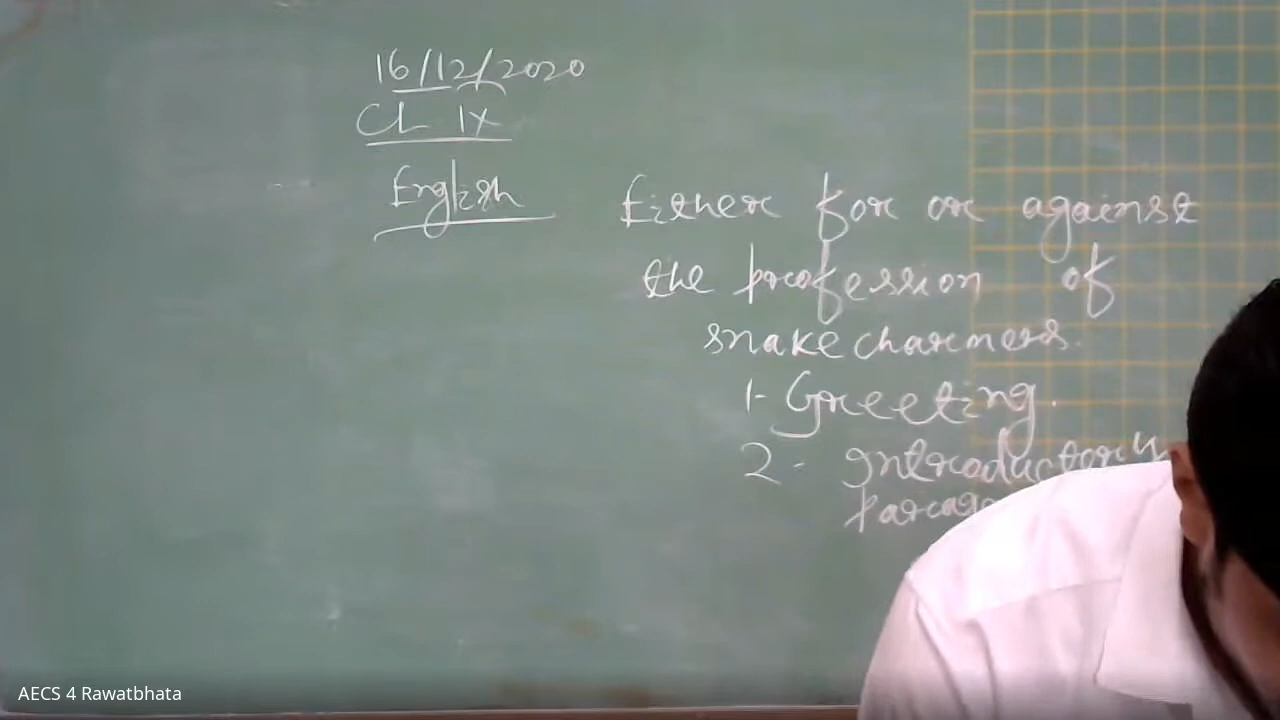 16/12/2020
CL IX
English
Either for or against
the profession of
snake charmers.
1- Greeting.
2- Introductory
AECS 4 Rawatbhata